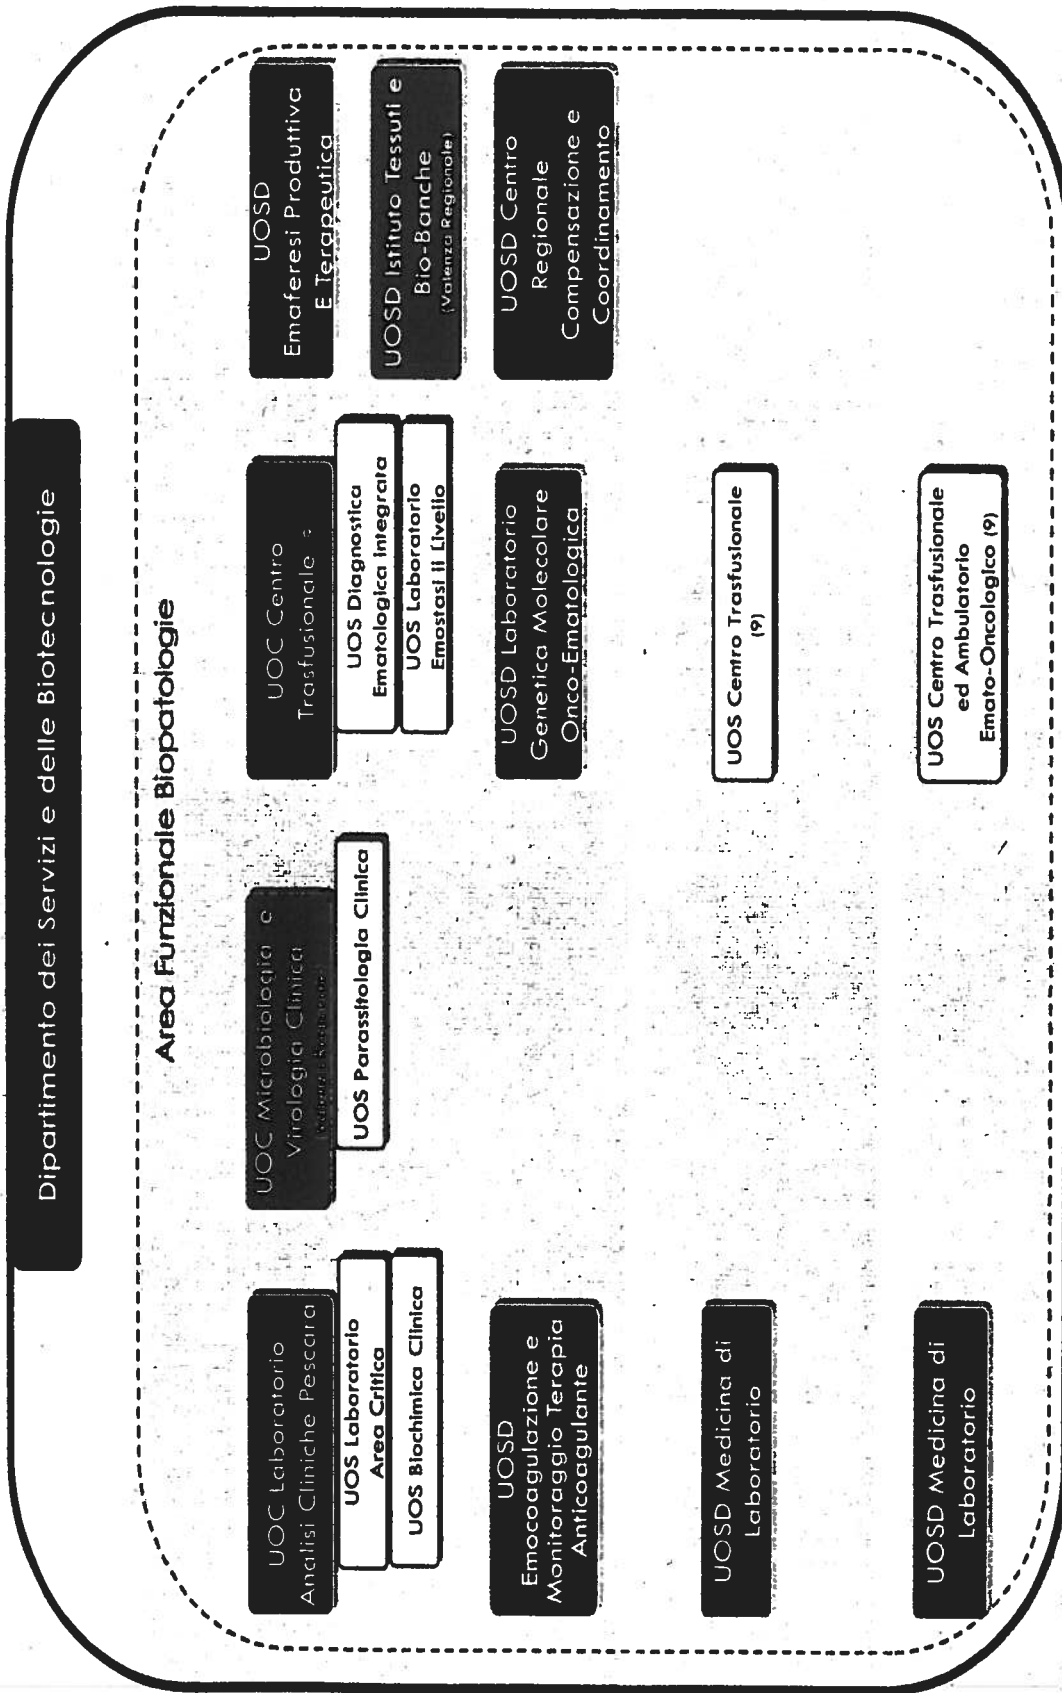 Dipartimento dei Servizi e delle Biotecnologie
Area Funzionale Biopatologie
UOC Laboratorio
Analisi Cliniche Pescara
UOS Laboratorio
Area Critica
UOS Biochimica Clinica
UOSD
Emocoagulazione e
Monitoraggio Terapia
Anticoagulante
UOSD Medicina di
Laboratorio
UOSD Medicina di
Laboratorio
UOC Microbiologia e
Virologia Clinica
UOS Parassitologia Clinica
UOC Centro
Trasfusionale
UOS Diagnostica
Ematologica Integrata
UOS Laboratorio
Emostasi II Livello
UOSD Laboratorio
Genetica Molecolare
Onco-Ematologica
UOS Centro Trasfusionale
(9)
UOS Centro Trasfusionale
ed Ambulatorio
Emato-Oncologico (9)
UOSD
Emaferesi Produttiva
E Terapeutica
UOSD Istituto Tessuti e
Bio-Banche
(Valenza Regionale)
UOSD Centro
Regionale
Compensazione e
Coordinamento